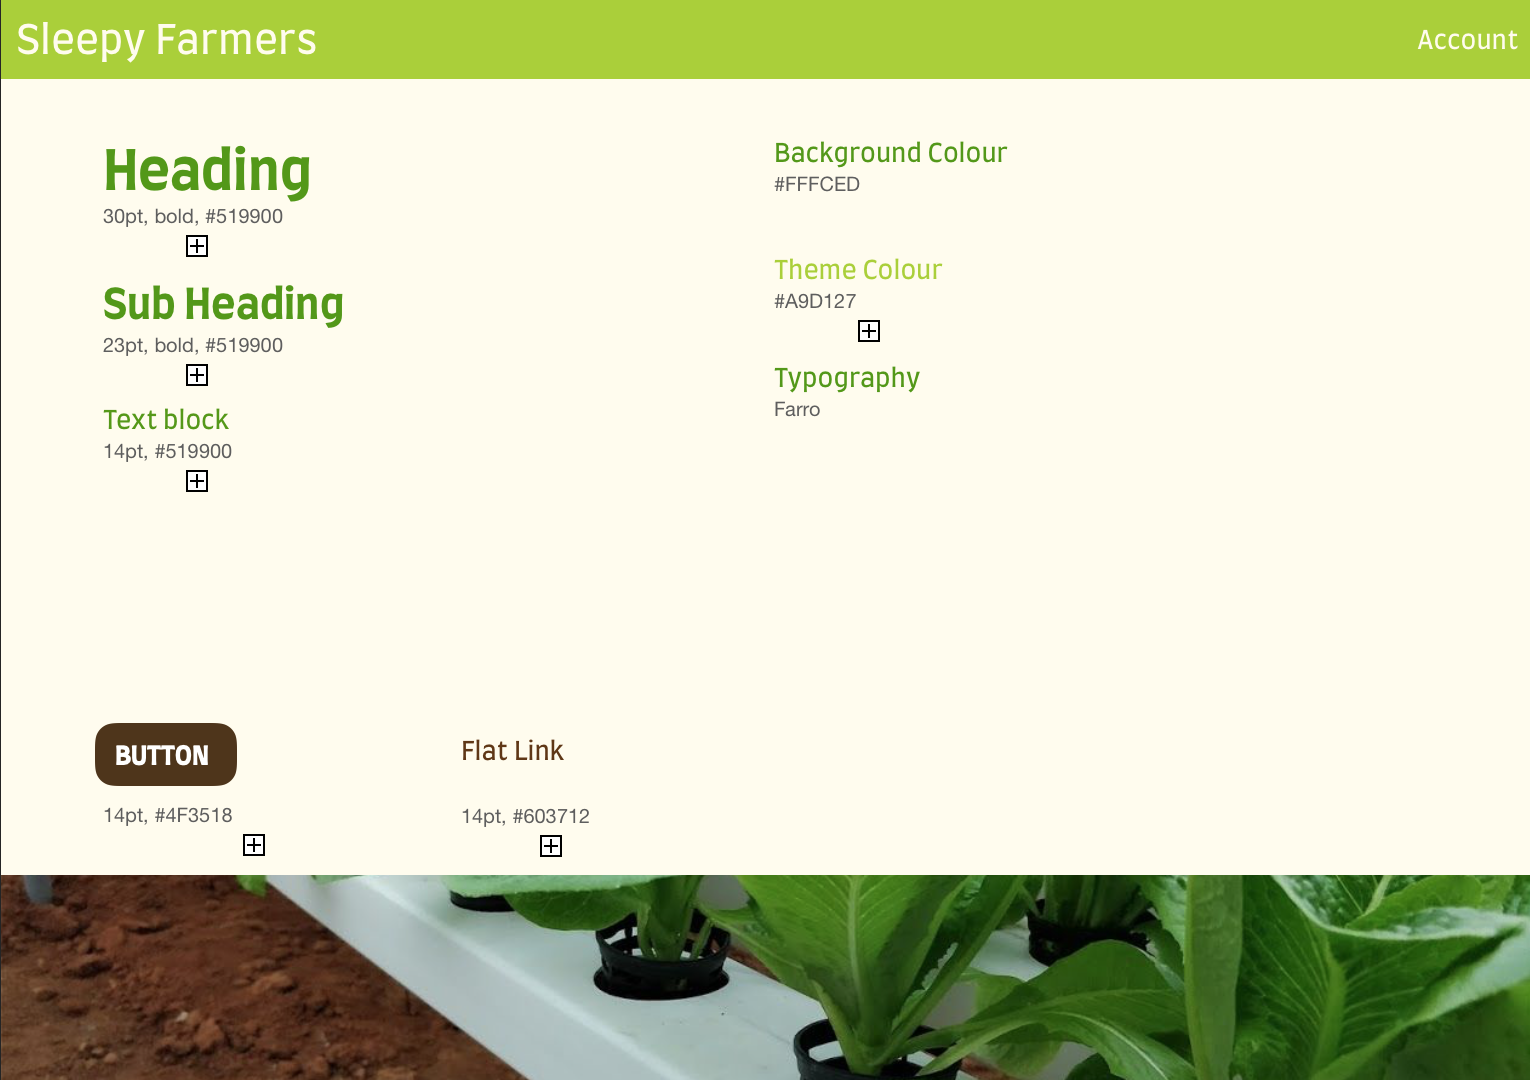 Sleepy Farmers
Account
Heading
30pt, bold, #519900
Sub Heading
23pt, bold, #519900
Text block
14pt, #519900
Background Colour
#FFFCED
Theme Colour
#A9D127
Typography
Farro
BUTTON
14pt, #4F3518
Flat Link
14pt, #603712